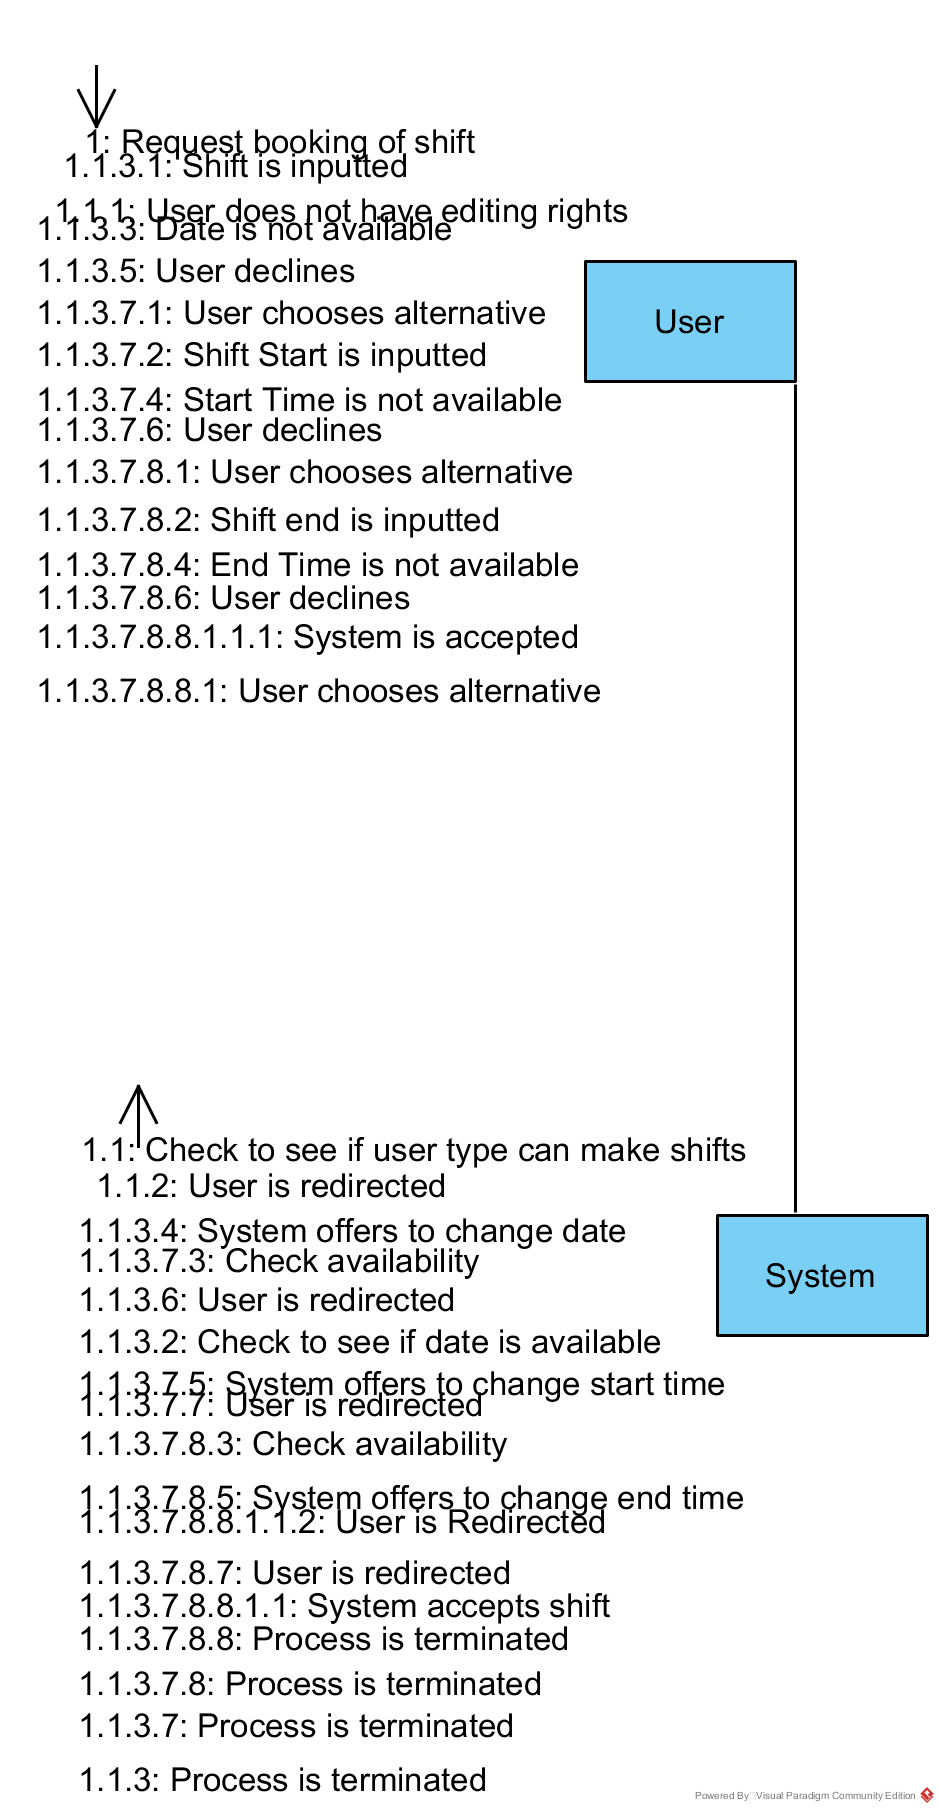 1: Request booking of shift
1.1.3.1: Shift is inputted
1.1.1: User does not have editing rights
1.1.3.3: Date is not available
1.1.3.5: User declines
1.1.3.7.1: User chooses alternative
User
1.1.3.7.2: Shift Start is inputted
1.1.3.7.4: Start Time is not available
1.1.3.7.6: User declines
1.1.3.7.8.1: User chooses alternative
1.1.3.7.8.2: Shift end is inputted
1.1.3.7.8.4: End Time is not available
1.1.3.7.8.6: User declines
1.1.3.7.8.8.1.1.1: System is accepted
1.1.3.7.8.8.1: User chooses alternative
1.1: Check to see if user type can make shifts
1.1.2: User is redirected
1.1.3.4: System offers to change date
1.1.3.7.3: Check availability
System
1.1.3.6: User is redirected
1.1.3.2: Check to see if date is available
1.1.3.7.5: System offers to change start time
1.1.3.7.7: User is redirected
1.1.3.7.8.3: Check availability
1.1.3.7.8.5: System offers to change end time
1.1.3.7.8.8.1.1.2: User is Redirected
1.1.3.7.8.7: User is redirected
1.1.3.7.8.8.1.1: System accepts shift
1.1.3.7.8.8: Process is terminated
1.1.3.7.8: Process is terminated
1.1.3.7: Process is terminated
1.1.3: Process is terminated
Powered By Visual Paradigm Community Edition